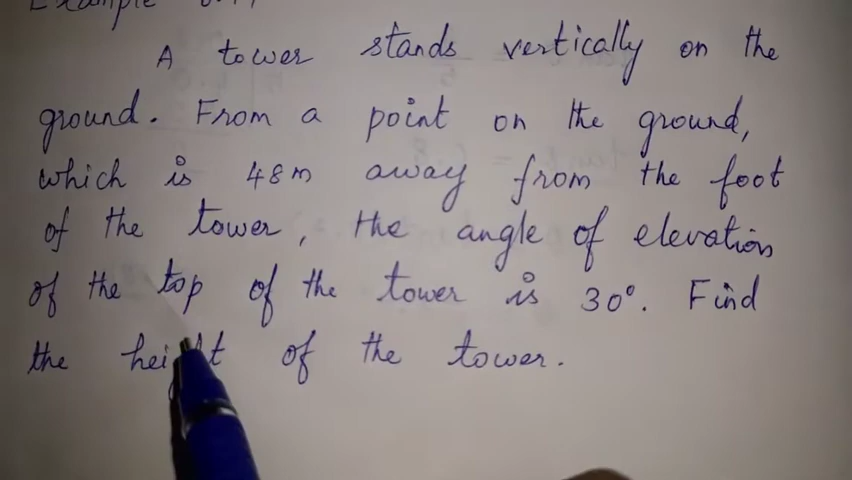 Example
A tower stands vertically on the
ground. From a point on the ground,
which is 48m away from the foot
of the tower, the angle of elevation
of the top of the tower is 30°. Find
the height of the tower.